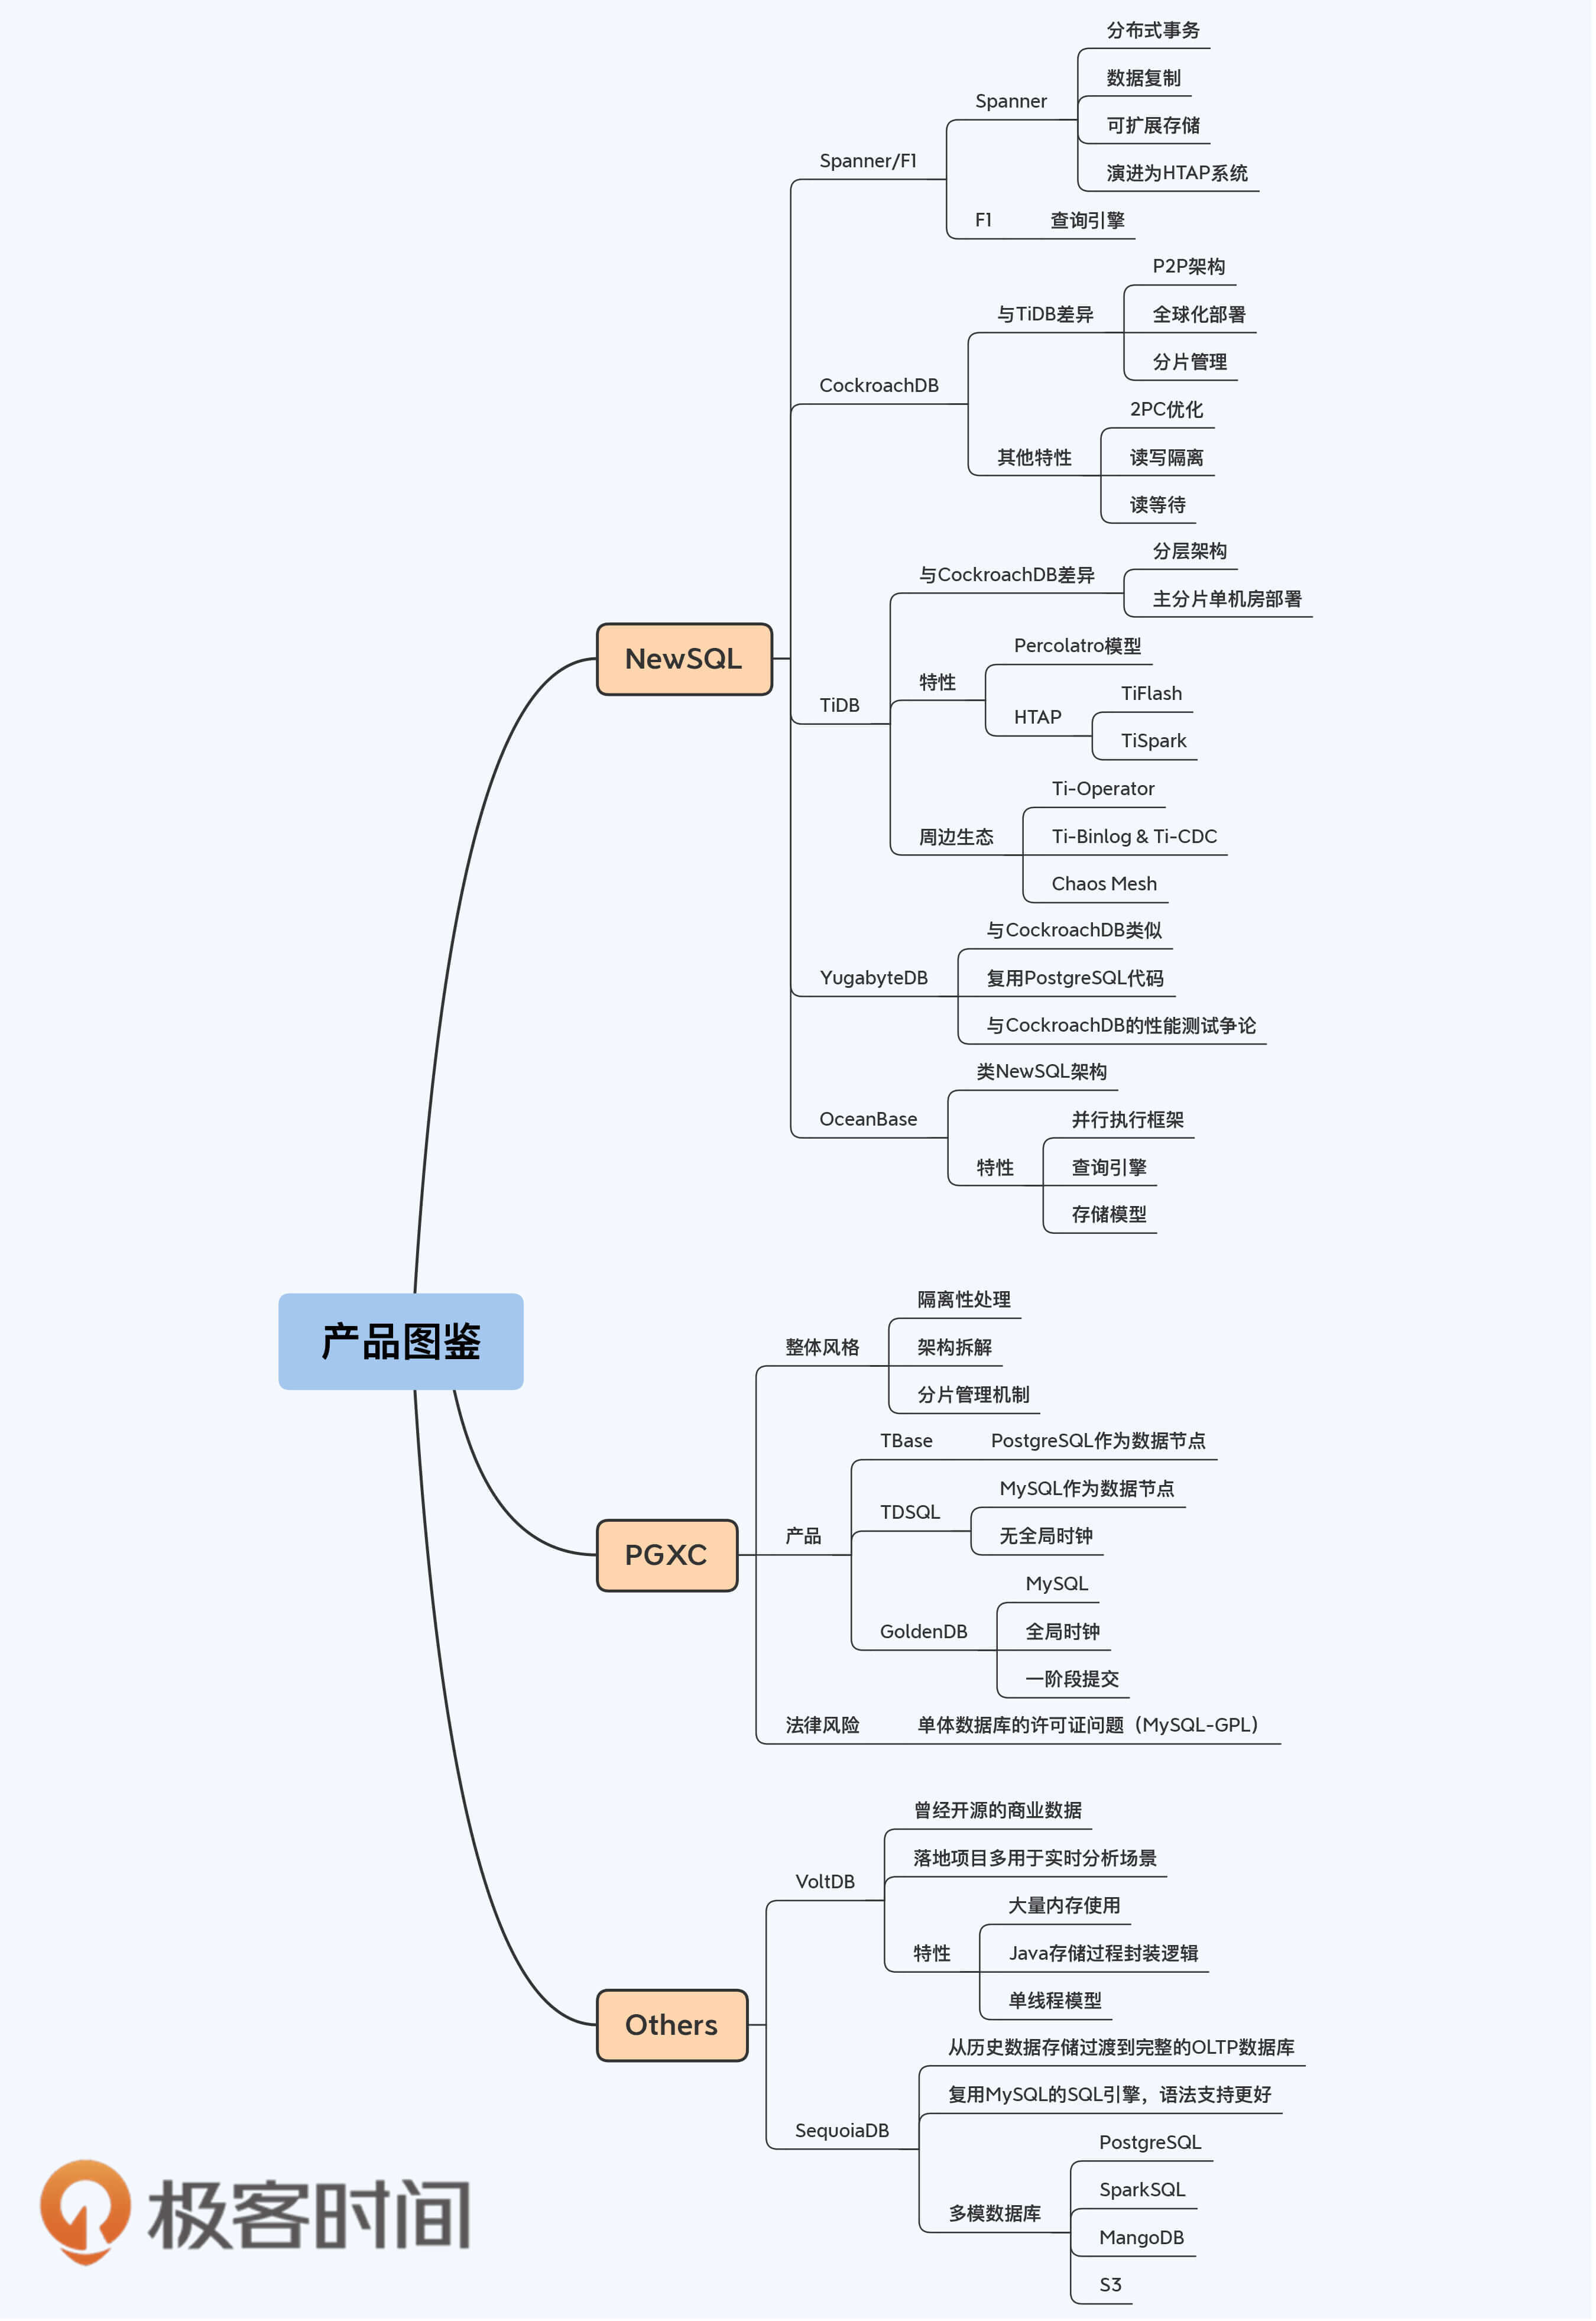 产品图鉴
NewSQL
Spanner/F1
Spanner
分布式事务
数据复制
可扩展存储
演进为HTAP系统
F1
查询引擎
CockroachDB
与TiDB差异
P2P架构
全球化部署
分片管理
其他特性
2PC优化
读写隔离
读等待
TiDB
与CockroachDB差异
分层架构
主分片单机房部署
特性
Percolatro模型
HTAP
TiFlash
TiSpark
周边生态
Ti-Operator
Ti-Binlog & Ti-CDC
Chaos Mesh
YugabyteDB
与CockroachDB类似
复用PostgreSQL代码
与CockroachDB的性能测试争论
OceanBase
类NewSQL架构
特性
并行执行框架
查询引擎
存储模型
PGXC
整体风格
隔离性处理
架构拆解
分片管理机制
产品
TBase
PostgreSQL作为数据节点
TDSQL
MySQL作为数据节点
无全局时钟
GoldenDB
MySQL
全局时钟
一阶段提交
法律风险
单体数据库的许可证问题（MySQL-GPL）
Others
VoltDB
曾经开源的商业数据
落地项目多用于实时分析场景
特性
大量内存使用
Java存储过程封装逻辑
单线程模型
SequoiaDB
从历史数据存储过渡到完整的OLTP数据库
复用MySQL的SQL引擎，语法支持更好
多模数据库
PostgreSQL
SparkSQL
MangoDB
S3
极客时间